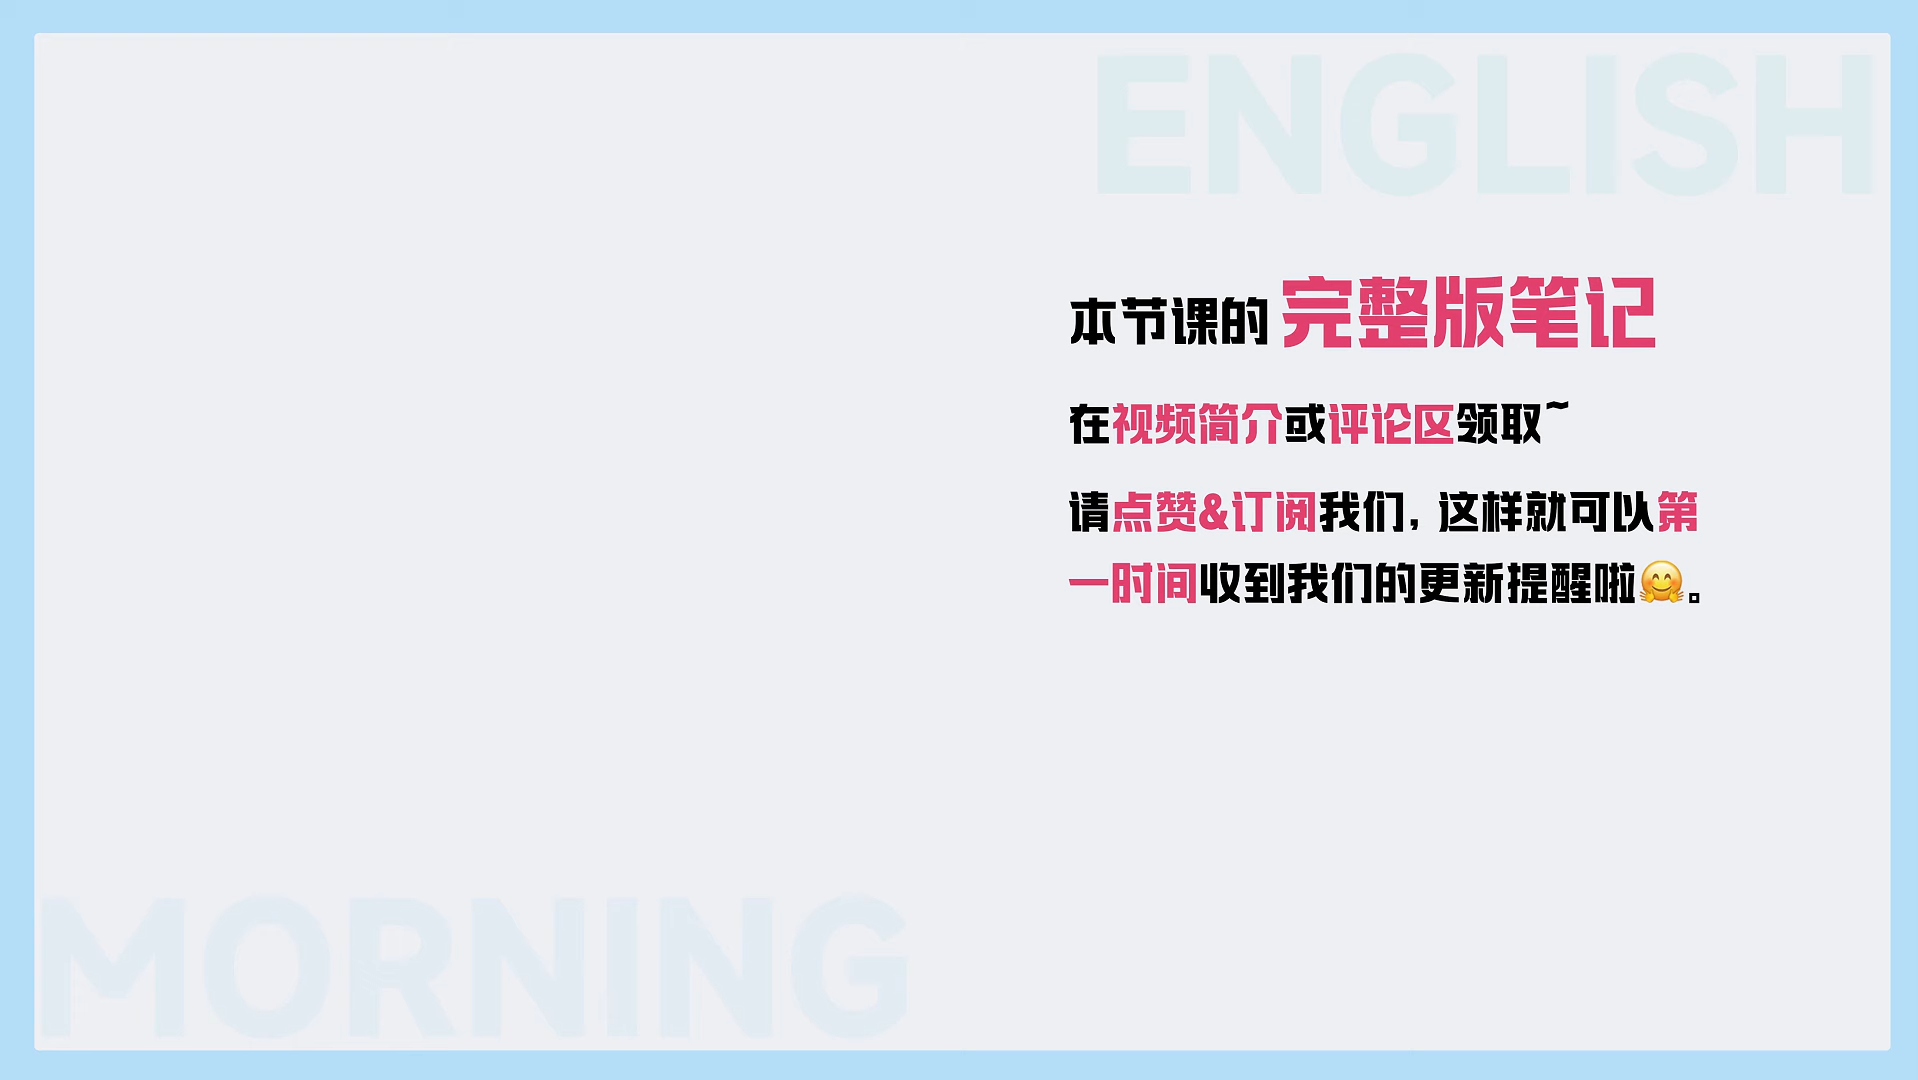 ENGLISH
本节课的 完整版笔记
在视频简介或评论区领取~
请点赞&订阅我们, 这样就可以第
一时间收到我们的更新提醒啦🤗。
MORNING